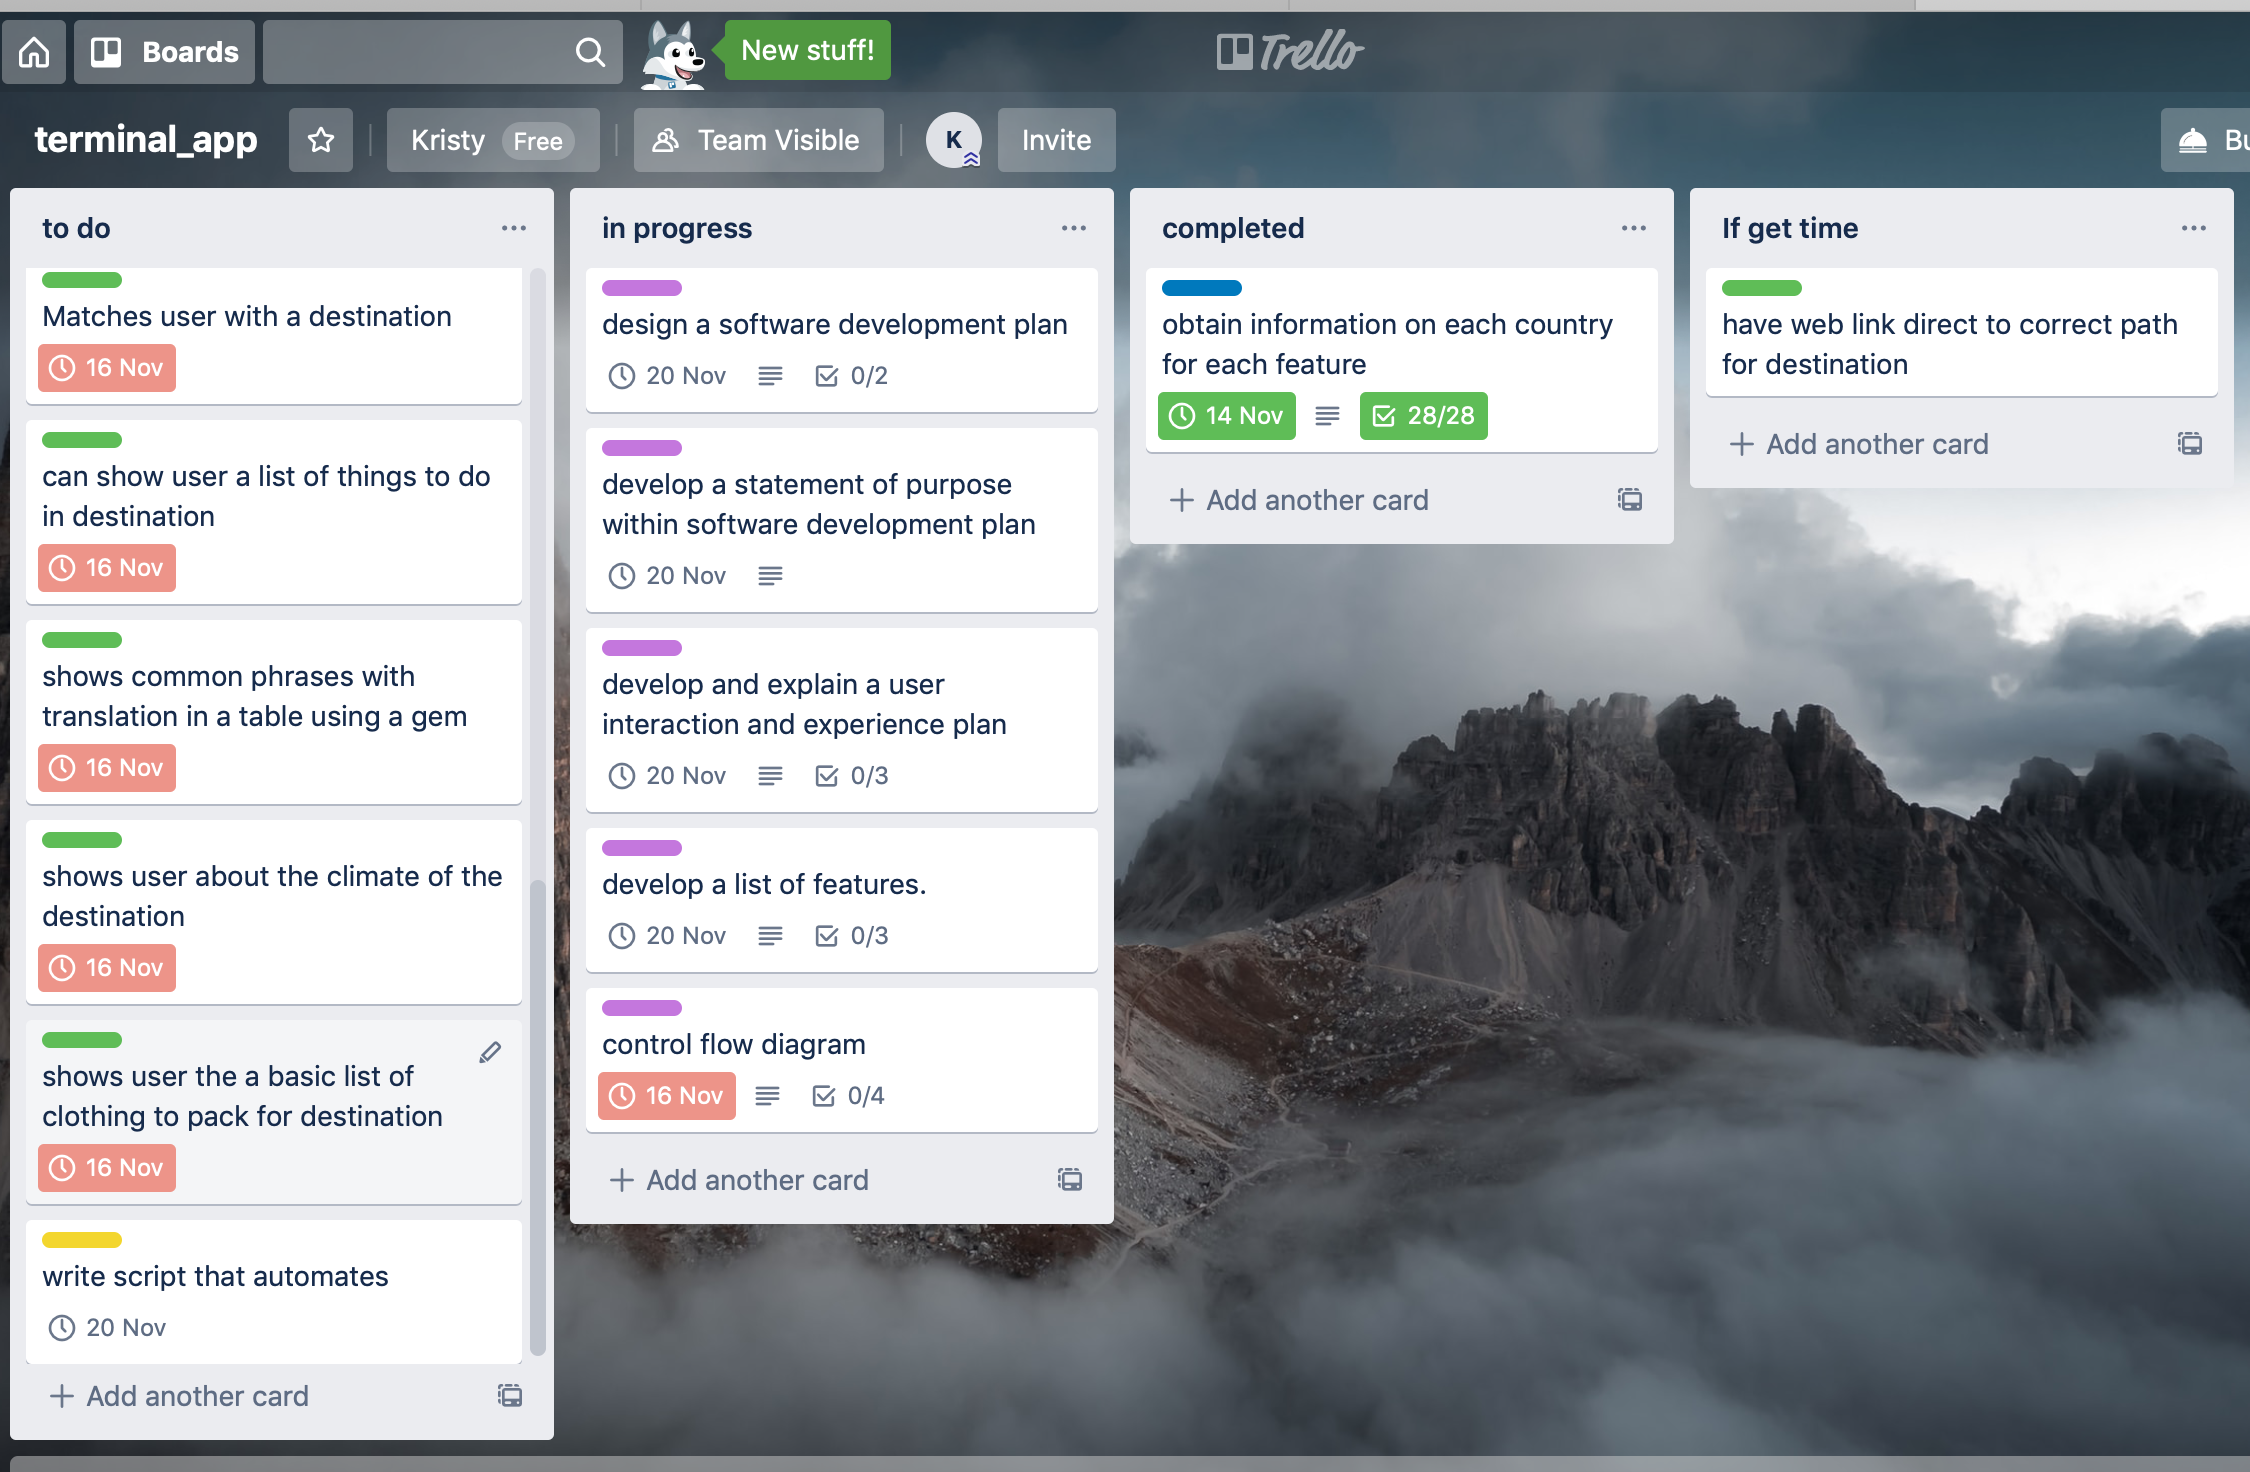 Boards
New stuff!
Trello
terminal_app
Kristy Free
Team Visible
K
Invite
Bu
to do
Matches user with a destination
16 Nov
can show user a list of things to do
in destination
16 Nov
shows common phrases with
translation in a table using a gem
16 Nov
shows user about the climate of the
destination
16 Nov
shows user the a basic list of
clothing to pack for destination
16 Nov
write script that automates
20 Nov
+ Add another card
in progress
design a software development plan
20 Nov 0/2
develop a statement of purpose
within software development plan
20 Nov
develop and explain a user
interaction and experience plan
20 Nov 0/3
develop a list of features.
20 Nov 0/3
control flow diagram
16 Nov 0/4
+ Add another card
completed
obtain information on each country
for each feature
14 Nov 28/28
+ Add another card
If get time
have web link direct to correct path
for destination
+ Add another card